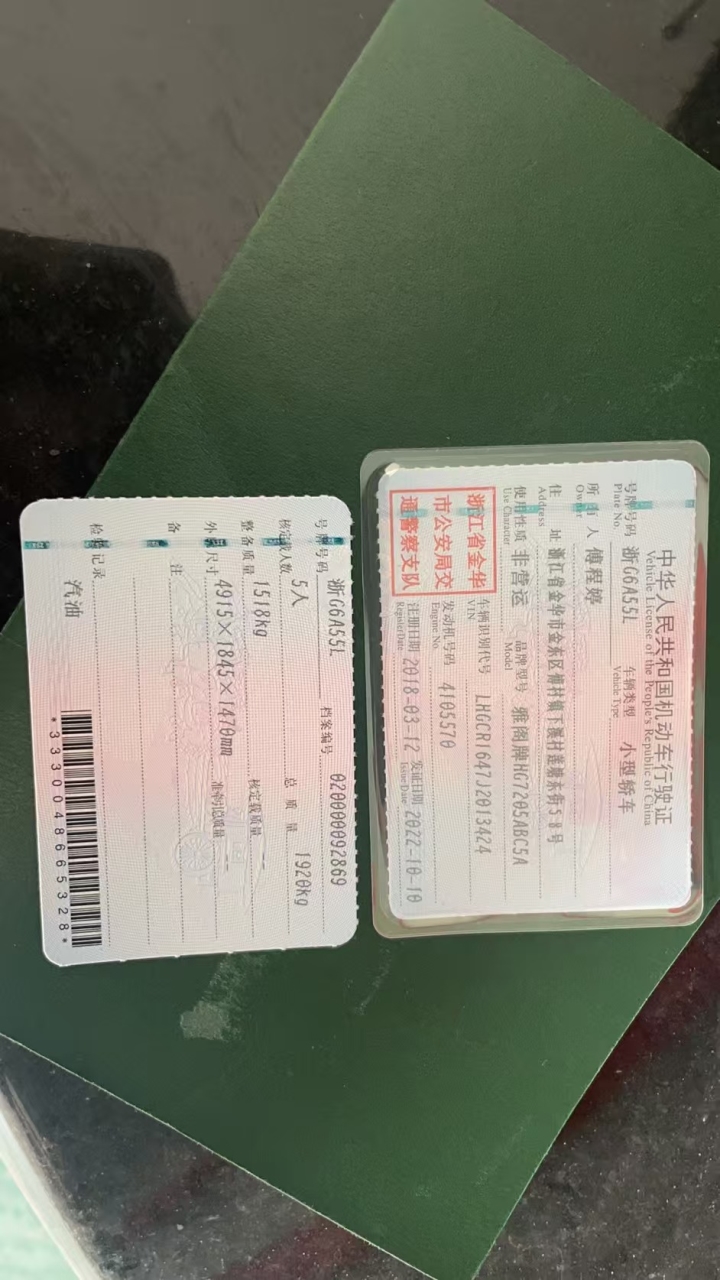 中华人民共和国机动车行驶证
Vehicle License of the People's Republic of China
号牌号码 浙G6A55L 车辆类型 小型轿车
Plate No. Vehicle Type
所有人 傅程婷
Owner
住址 浙江省金华市金东区傅村镇下溪村莲塘东街58号
Address
使用性质 非营运 品牌型号 雅阁牌HG7205ABC5A
Use Character Model
浙江省金华
市公安局交
通警察支队
车辆识别代号 LHGCR1647J2013424
VIN
发动机号码 4105570
Engine No.
注册日期 2018-03-12 发证日期 2022-10-10
Register Date Issue Date
号牌号码 浙G6A55L 档案编号 020000092869
核定载人数 5人 总质量 1920kg
整备质量 1518kg 核定载质量
外廓尺寸 4915×1845×1470mm 准牵引总质量
备注
检验记录
汽油
*3330048665328*